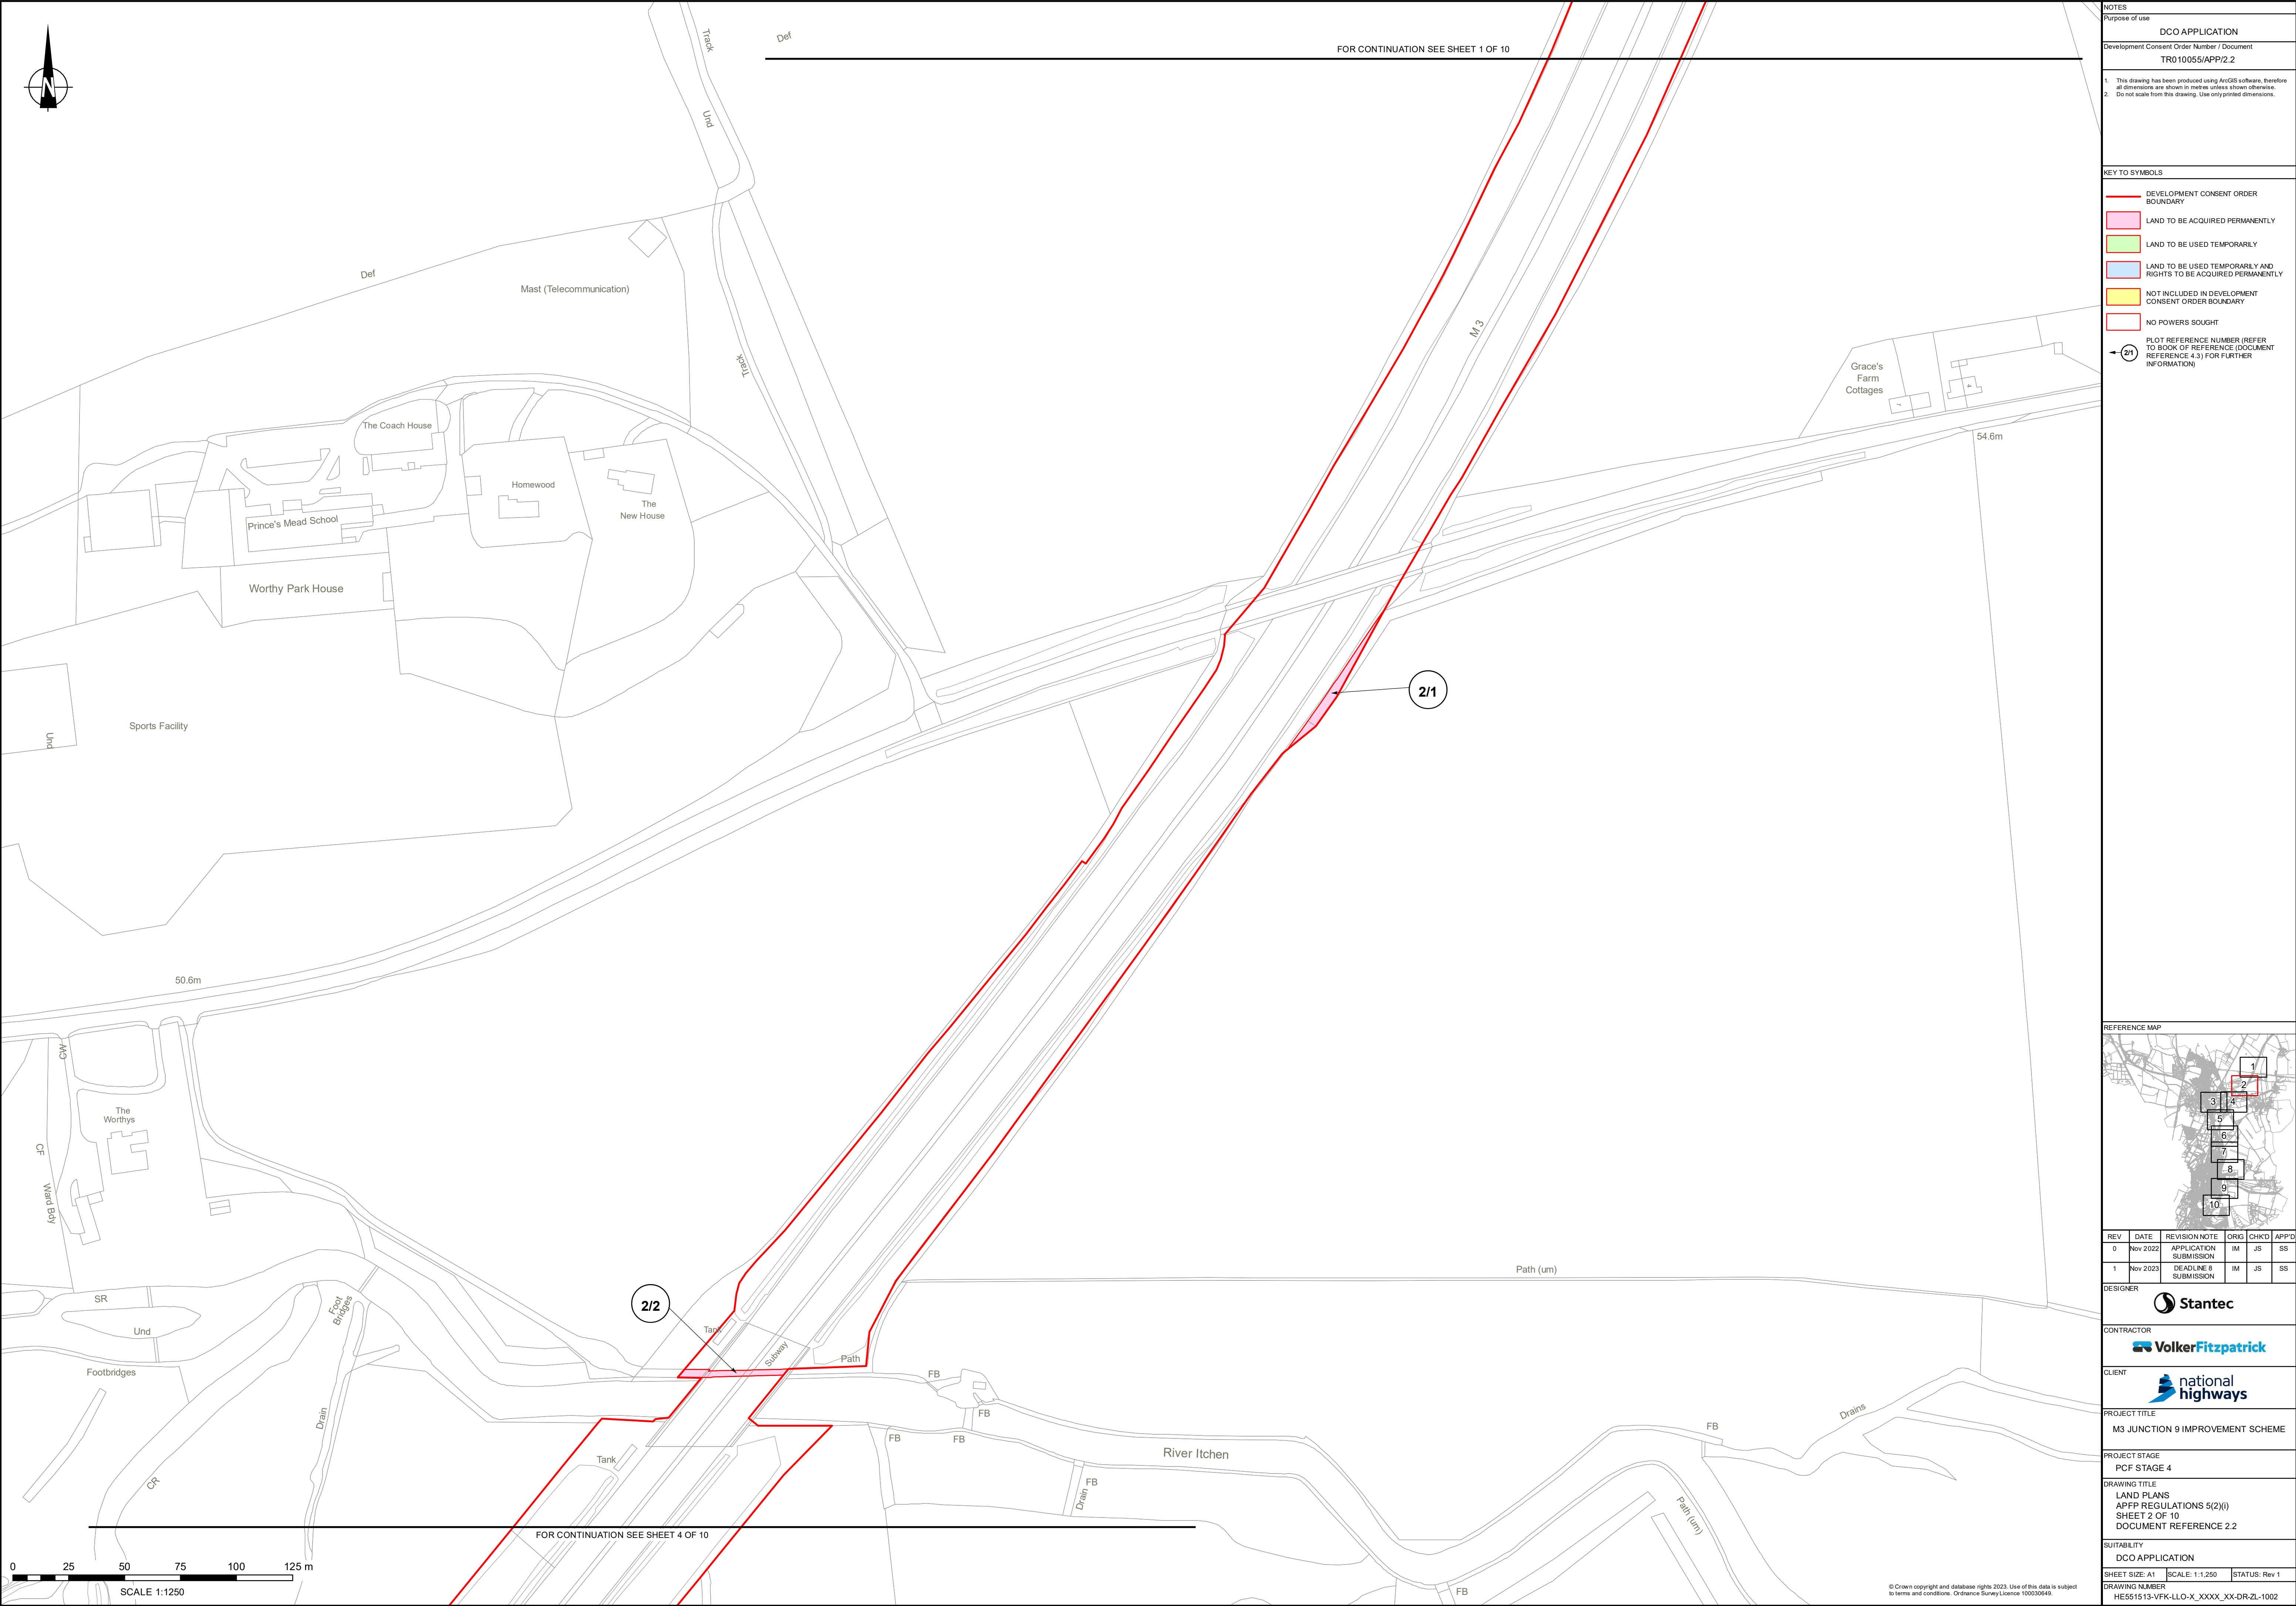 N
Track
Def
FOR CONTINUATION SEE SHEET 1 OF 10
Und
Def
Mast (Telecommunication)
M 3
Track
Grace's
Farm
Cottages
4
54.6m
The Coach House
Homewood
The
New House
Prince's Mead School
Worthy Park House
2/1
Sports Facility
Und
50.6m
CW
The
Worthys
CF
Ward Bdy
Path (um)
SR
Foot
Bridges
2/2
Und
Tank
Subway
Path
Footbridges
FB
FB
Drain
FB
FB
Drains
FB
River Itchen
Tank
CR
FB
Drain
Path (um)
FOR CONTINUATION SEE SHEET 4 OF 10
0 25 50 75 100 125 m
SCALE 1:1250
FB
© Crown copyright and database rights 2023. Use of this data is subject
to terms and conditions. Ordnance Survey Licence 100030649.
NOTES
Purpose of use
DCO APPLICATION
Development Consent Order Number / Document
TR010055/APP/2.2
1. This drawing has been produced using ArcGIS software, therefore
all dimensions are shown in metres unless shown otherwise.
2. Do not scale from this drawing. Use only printed dimensions.
KEY TO SYMBOLS
DEVELOPMENT CONSENT ORDER
BOUNDARY
LAND TO BE ACQUIRED PERMANENTLY
LAND TO BE USED TEMPORARILY
LAND TO BE USED TEMPORARILY AND
RIGHTS TO BE ACQUIRED PERMANENTLY
NOT INCLUDED IN DEVELOPMENT
CONSENT ORDER BOUNDARY
NO POWERS SOUGHT
2/1
PLOT REFERENCE NUMBER (REFER
TO BOOK OF REFERENCE (DOCUMENT
REFERENCE 4.3) FOR FURTHER
INFORMATION)
REFERENCE MAP
1
2
3
4
5
6
7
8
9
10
REV DATE REVISION NOTE ORIG CHK'D APP'D
0 Nov 2022 APPLICATION SUBMISSION IM JS SS
1 Nov 2023 DEADLINE 8 SUBMISSION IM JS SS
DESIGNER
Stantec
CONTRACTOR
VolkerFitzpatrick
CLIENT
national
highways
PROJECT TITLE
M3 JUNCTION 9 IMPROVEMENT SCHEME
PROJECT STAGE
PCF STAGE 4
DRAWING TITLE
LAND PLANS
APFP REGULATIONS 5(2)(i)
SHEET 2 OF 10
DOCUMENT REFERENCE 2.2
SUITABILITY
DCO APPLICATION
SHEET SIZE: A1 SCALE: 1:1,250 STATUS: Rev 1
DRAWING NUMBER
HE551513-VFK-LLO-X_XXXX_XX-DR-ZL-1002